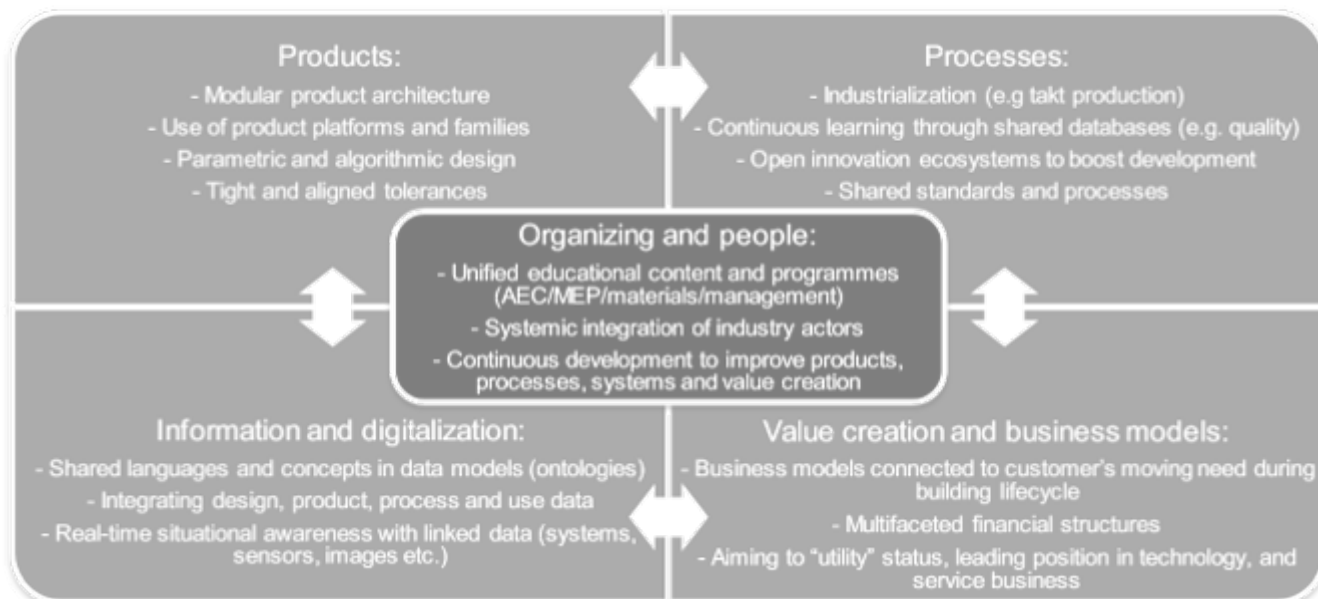 Products:
- Modular product architecture
- Use of product platforms and families
- Parametric and algorithmic design
- Tight and aligned tolerances
Processes:
- Industrialization (e.g takt production)
- Continuous learning through shared databases (e.g. quality)
- Open innovation ecosystems to boost development
- Shared standards and processes
Organizing and people:
- Unified educational content and programmes
(AEC/MEP/materials/management)
- Systemic integration of industry actors
- Continuous development to improve products,
processes, systems and value creation
Information and digitalization:
- Shared languages and concepts in data models (ontologies)
- Integrating design, product, process and use data
- Real-time situational awareness with linked data (systems,
sensors, images etc.)
Value creation and business models:
- Business models connected to customer's moving need during
building lifecycle
- Multifaceted financial structures
- Aiming to “utility” status, leading position in technology, and
service business